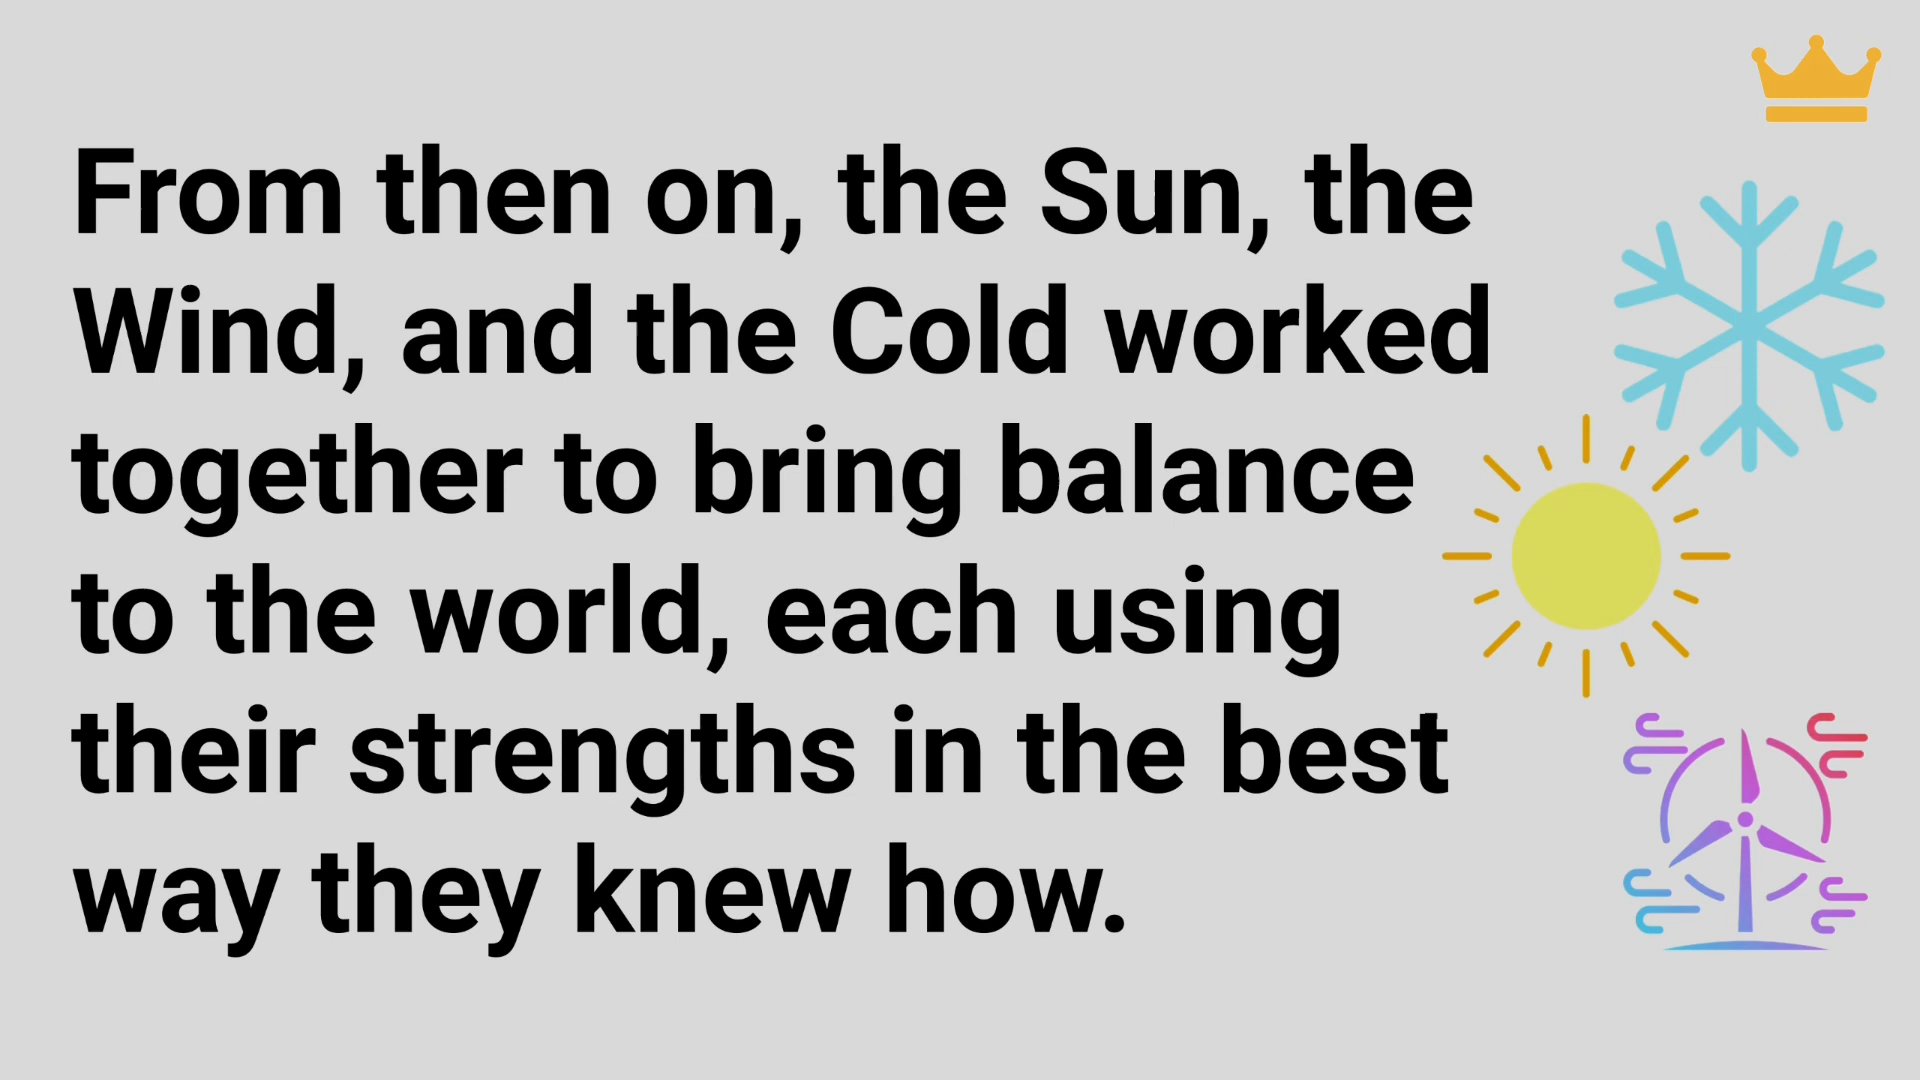 From then on, the Sun, the
Wind, and the Cold worked
together to bring balance
to the world, each using
their strengths in the best
way they knew how.